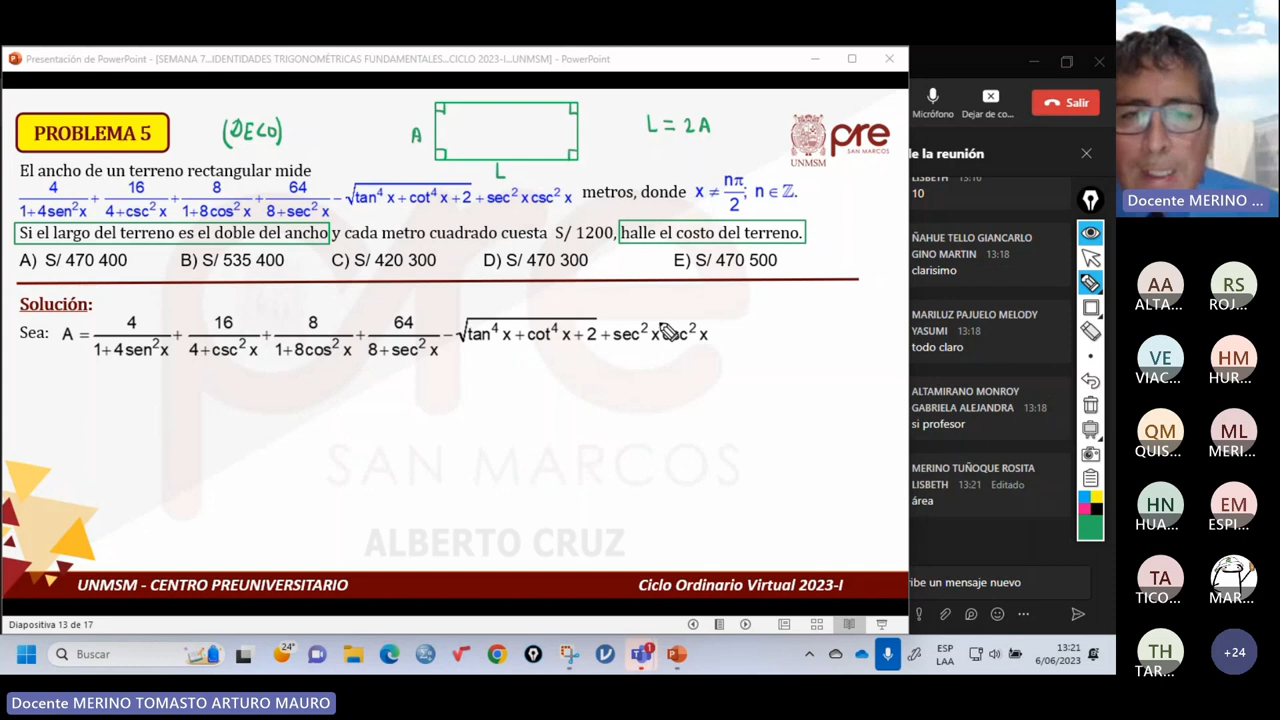 Presentación de PowerPoint - [SEMANA 7...IDENTIDADES TRIGONOMÉTRICAS FUNDAMENTALES...CICLO 2023-I...UNMSM] - PowerPoint
PROBLEMA 5
(DECO)
A
L
L = 2A
UNMSM
pre
SAN MARCOS
El ancho de un terreno rectangular mide
4/(1+4sen²x) + 16/(4+csc²x) + 8/(1+8cos²x) + 64/(8+sec²x) − √(tan⁴x+cot⁴x+2) + sec²x csc²x metros, donde x ≠ nπ/2; n ∈ ℤ.
Si el largo del terreno es el doble del ancho y cada metro cuadrado cuesta S/ 1200, halle el costo del terreno.
A) S/ 470 400 B) S/ 535 400 C) S/ 420 300 D) S/ 470 300 E) S/ 470 500
Solución:
Sea: A = 4/(1+4sen²x) + 16/(4+csc²x) + 8/(1+8cos²x) + 64/(8+sec²x) − √(tan⁴x+cot⁴x+2) + sec²x csc²x
pre
SAN MARCOS
ALBERTO CRUZ
UNMSM - CENTRO PREUNIVERSITARIO
Ciclo Ordinario Virtual 2023-I
Diapositiva 13 de 17
Buscar
24°
ESP
LAA
13:21
6/06/2023
Docente MERINO TOMASTO ARTURO MAURO
Micrófono
Dejar de co...
Salir
de la reunión
LISBETH 13:16
10
ÑAHUE TELLO GIANCARLO
GINO MARTIN 13:18
clarisimo
MARILUZ PAJUELO MELODY
YASUMI 13:18
todo claro
ALTAMIRANO MONROY
GABRIELA ALEJANDRA 13:18
si profesor
MERINO TUÑOQUE ROSITA
LISBETH 13:21 Editado
área
ribe un mensaje nuevo
Docente MERINO ...
AA
ALTA...
RS
ROJ...
VE
VIAC...
HM
HUR...
QM
QUIS...
ML
MERI...
HN
HUA...
EM
ESPI...
TA
TICO...
MAR...
TH
TAR...
+24